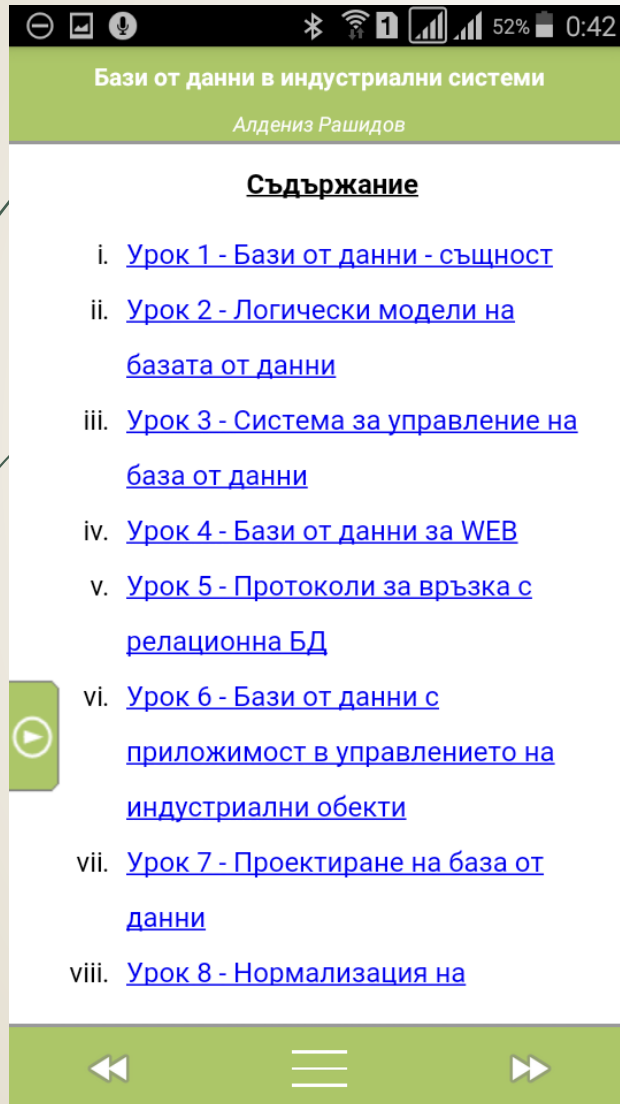 1 52% 0:42
Бази от данни в индустриални системи
Алдениз Рашидов
Съдържание
i. Урок 1 - Бази от данни - същност
ii. Урок 2 - Логически модели на
базата от данни
iii. Урок 3 - Система за управление на
база от данни
iv. Урок 4 - Бази от данни за WEB
v. Урок 5 - Протоколи за връзка с
релационна БД
vi. Урок 6 - Бази от данни с
приложимост в управлението на
индустриални обекти
vii. Урок 7 - Проектиране на база от
данни
viii. Урок 8 - Нормализация на